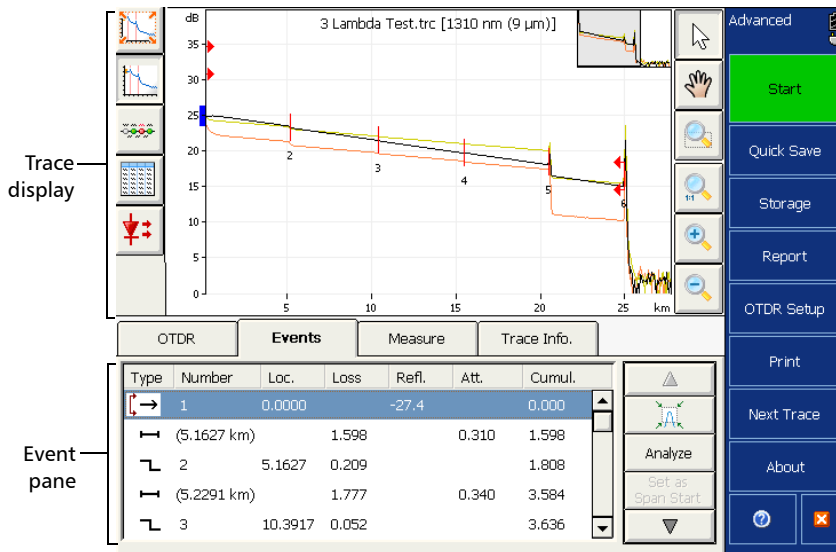 dB
3 Lambda Test.trc [1310 nm (9 µm)]
35
30
25
20
15
10
5
0
2
3
4
5
6
5
10
15
20
25
km
1:1
Trace
display
Advanced
Start
Quick Save
Storage
Report
OTDR Setup
Print
Next Trace
About
OTDR
Events
Measure
Trace Info.
Type Number Loc. Loss Refl. Att. Cumul.
1 0.0000 -27.4 0.000
(5.1627 km) 1.598 0.310 1.598
2 5.1627 0.209 1.808
(5.2291 km) 1.777 0.340 3.584
3 10.3917 0.052 3.636
Analyze
Set as
Span Start
Event
pane
?